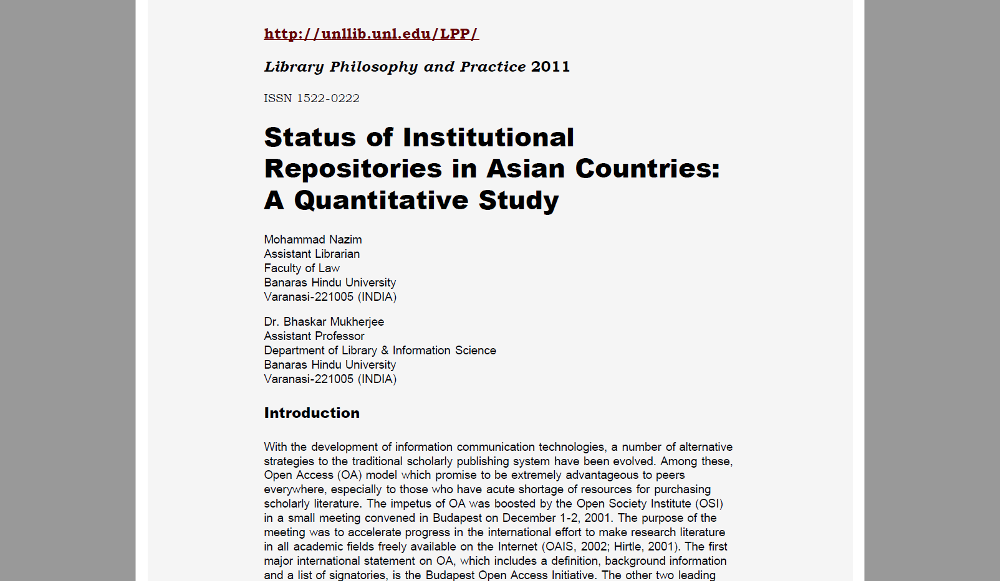 http://unllib.unl.edu/LPP/
Library Philosophy and Practice 2011
ISSN 1522-0222
Status of Institutional
Repositories in Asian Countries:
A Quantitative Study
Mohammad Nazim
Assistant Librarian
Faculty of Law
Banaras Hindu University
Varanasi-221005 (INDIA)
Dr. Bhaskar Mukherjee
Assistant Professor
Department of Library & Information Science
Banaras Hindu University
Varanasi-221005 (INDIA)
Introduction
With the development of information communication technologies, a number of alternative
strategies to the traditional scholarly publishing system have been evolved. Among these,
Open Access (OA) model which promise to be extremely advantageous to peers
everywhere, especially to those who have acute shortage of resources for purchasing
scholarly literature. The impetus of OA was boosted by the Open Society Institute (OSI)
in a small meeting convened in Budapest on December 1-2, 2001. The purpose of the
meeting was to accelerate progress in the international effort to make research literature
in all academic fields freely available on the Internet (OAIS, 2002; Hirtle, 2001). The first
major international statement on OA, which includes a definition, background information
and a list of signatories, is the Budapest Open Access Initiative. The other two leading